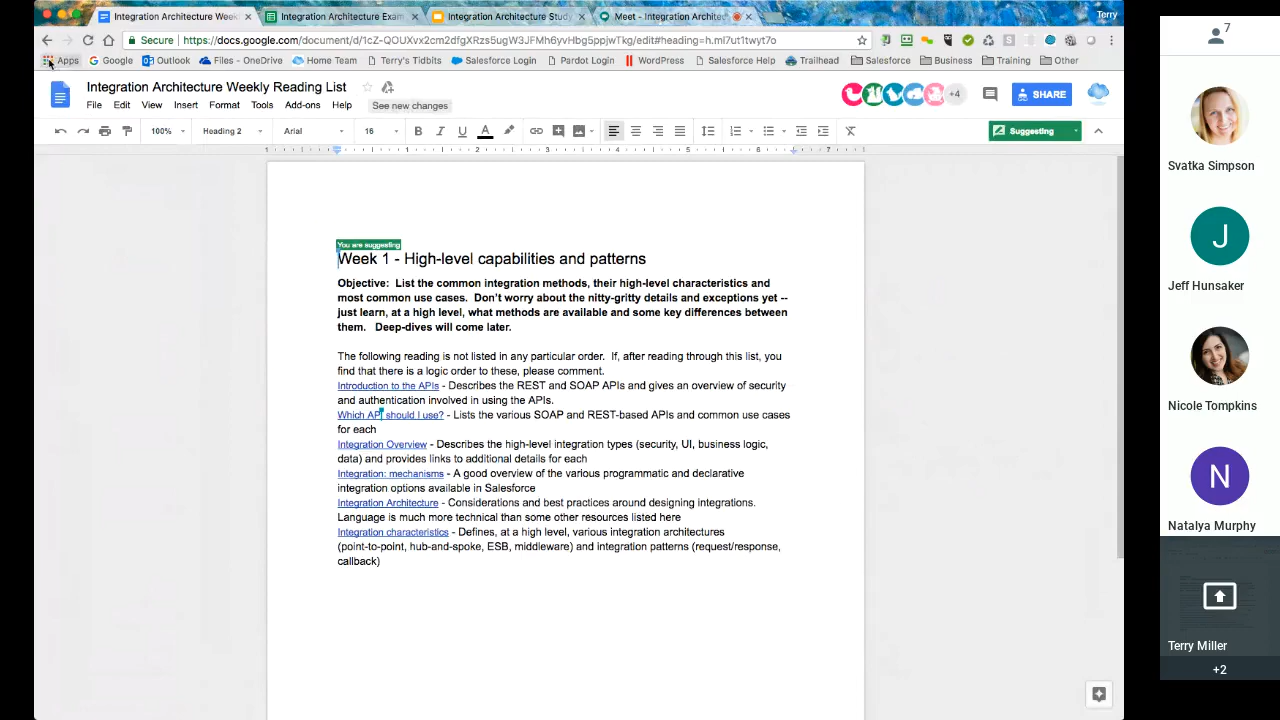 Integration Architecture Week
Integration Architecture Exam
Integration Architecture Study
Meet - Integration Architect
Terry
Secure
https://docs.google.com/document/d/1cZ-QOUXvx2cm2dfgXRzs5ugW3JFMh6yvHbg5ppjwTkg/edit#heading=h.ml7ut1twyt7o
Apps
Google
Outlook
Files - OneDrive
Home Team
Terry's Tidbits
Salesforce Login
Pardot Login
WordPress
Salesforce Help
Trailhead
Salesforce
Business
Training
Other
Integration Architecture Weekly Reading List
File Edit View Insert Format Tools Add-ons Help
See new changes
+4
SHARE
100%
Heading 2
Arial
16
B I U A
Suggesting
1 1 2 3 4 5 6 7
You are suggesting
Week 1 - High-level capabilities and patterns
Objective: List the common integration methods, their high-level characteristics and
most common use cases. Don't worry about the nitty-gritty details and exceptions yet --
just learn, at a high level, what methods are available and some key differences between
them. Deep-dives will come later.
The following reading is not listed in any particular order. If, after reading through this list, you
find that there is a logic order to these, please comment.
Introduction to the APIs - Describes the REST and SOAP APIs and gives an overview of security
and authentication involved in using the APIs.
Which API should I use? - Lists the various SOAP and REST-based APIs and common use cases
for each
Integration Overview - Describes the high-level integration types (security, UI, business logic,
data) and provides links to additional details for each
Integration: mechanisms - A good overview of the various programmatic and declarative
integration options available in Salesforce
Integration Architecture - Considerations and best practices around designing integrations.
Language is much more technical than some other resources listed here
Integration characteristics - Defines, at a high level, various integration architectures
(point-to-point, hub-and-spoke, ESB, middleware) and integration patterns (request/response,
callback)
7
Svatka Simpson
J
Jeff Hunsaker
Nicole Tompkins
N
Natalya Murphy
Terry Miller
+2